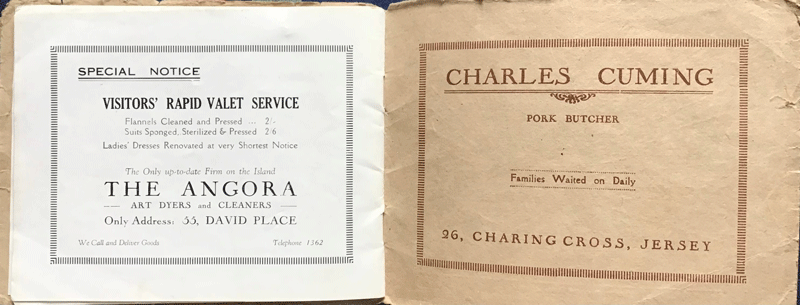 SPECIAL NOTICE
VISITORS' RAPID VALET SERVICE
Flannels Cleaned and Pressed ... 2/-
Suits Sponged, Sterilized & Pressed 2/6
Ladies' Dresses Renovated at very Shortest Notice
The Only up-to-date Firm on the Island
THE ANGORA
ART DYERS and CLEANERS
Only Address: 55, DAVID PLACE
We Call and Deliver Goods Telephone 1362
CHARLES CUMING
PORK BUTCHER
Families Waited on Daily
26, CHARING CROSS, JERSEY